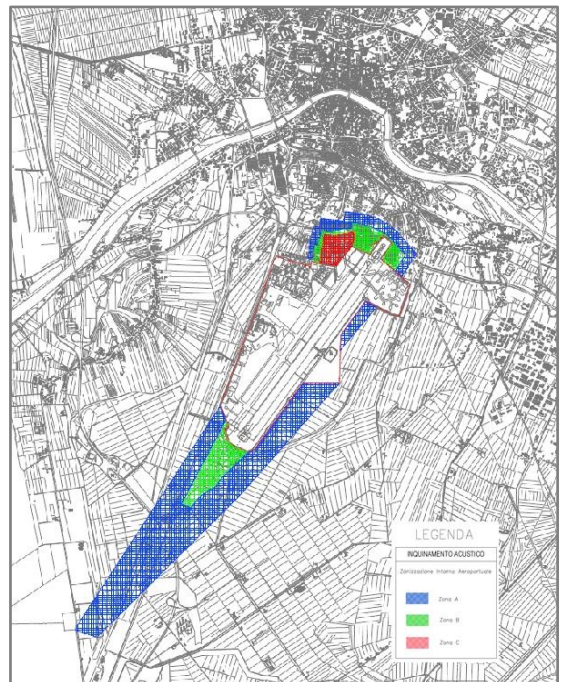 LEGENDA
INQUINAMENTO ACUSTICO
Zonizzazione Intorno Aeroportuale
Zona A
Zona B
Zona C